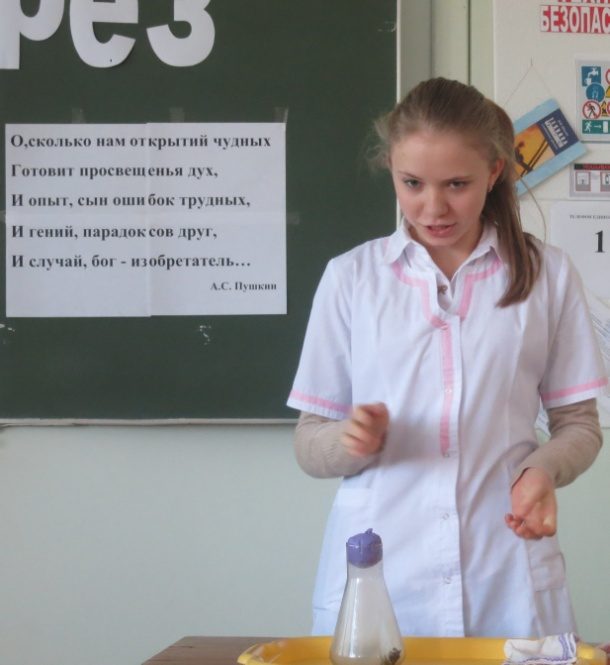 рез
О,сколько нам открытий чудных
Готовит просвещенья дух,
И опыт, сын ошибок трудных,
И гений, парадоксов друг,
И случай, бог - изобретатель...
А.С. Пушкин
1